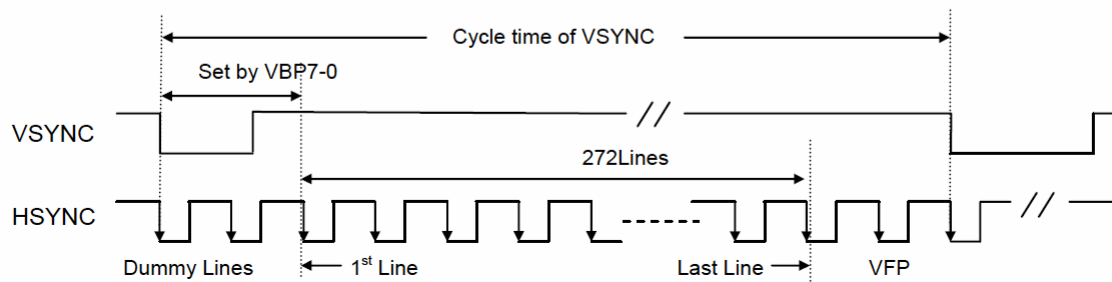 Cycle time of VSYNC
Set by VBP7-0
VSYNC
272Lines
HSYNC
Dummy Lines
1st Line
Last Line
VFP